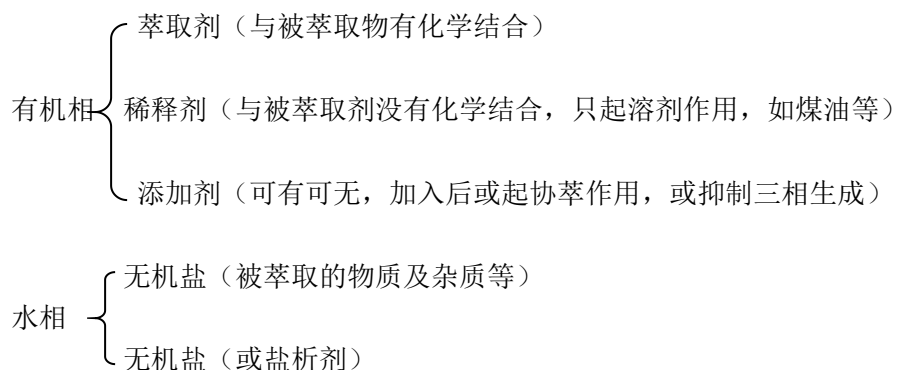 萃取剂（与被萃取物有化学结合）
有机相 稀释剂（与被萃取剂没有化学结合，只起溶剂作用，如煤油等）
添加剂（可有可无，加入后或起协萃作用，或抑制三相生成）
无机盐（被萃取的物质及杂质等）
水相
无机盐（或盐析剂）